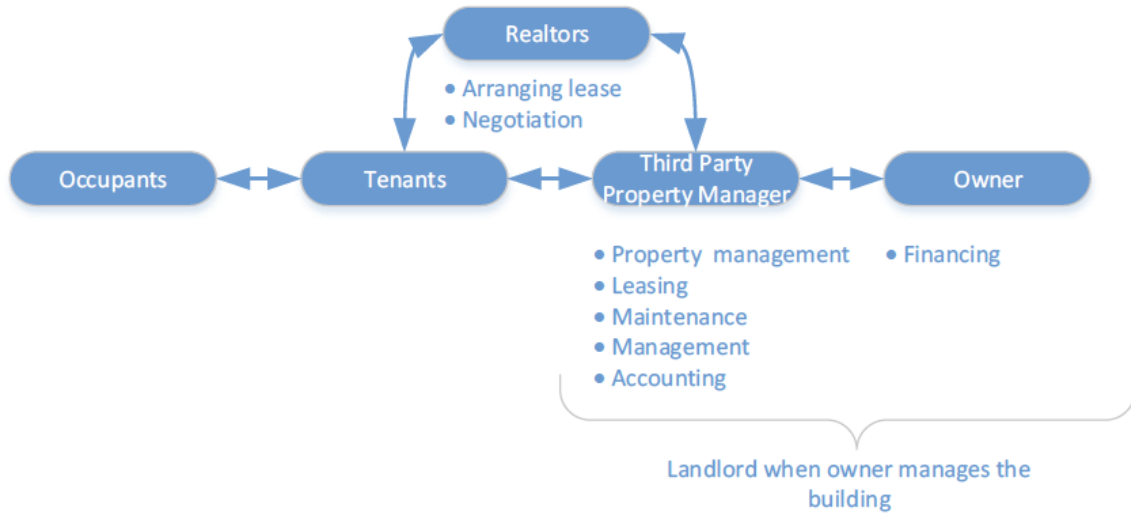 Realtors
• Arranging lease
• Negotiation
Occupants
Tenants
Third Party
Property Manager
Owner
• Property  management
• Leasing
• Maintenance
• Management
• Accounting
• Financing
Landlord when owner manages the
building